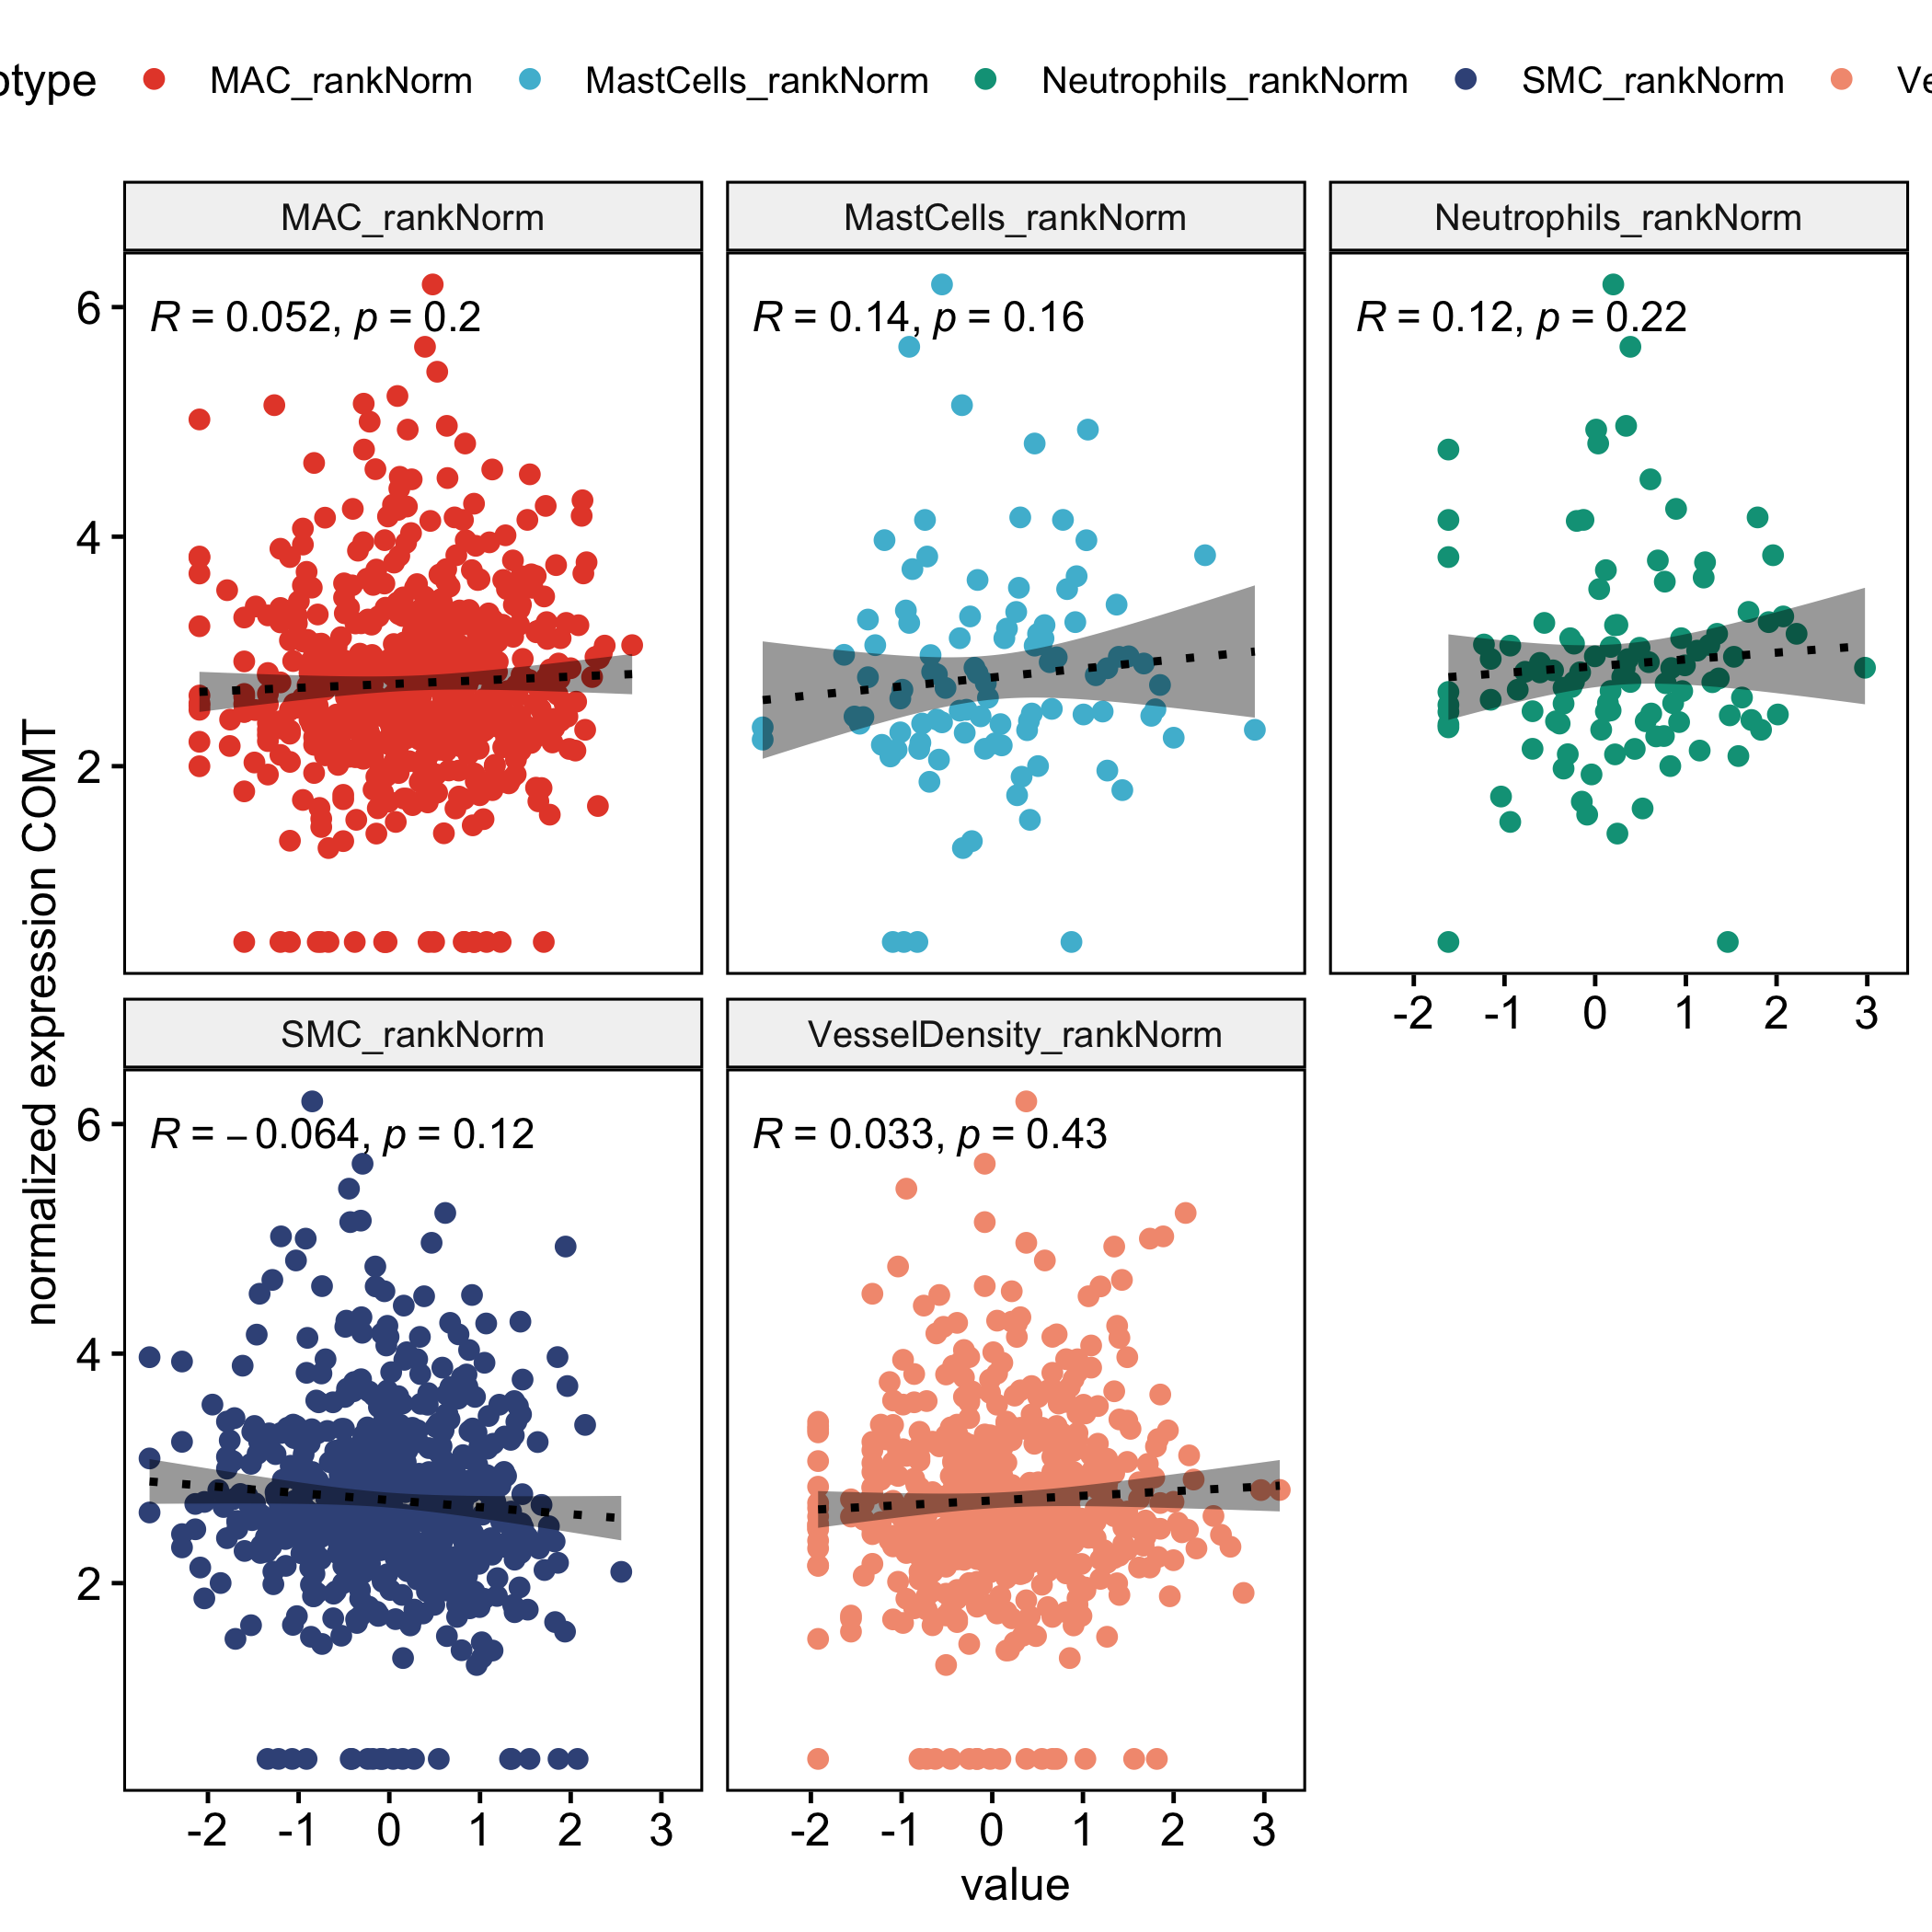 MAC_rankNorm MastCells_rankNorm Neutrophils_rankNorm SMC_rankNorm
MAC_rankNorm MastCells_rankNorm Neutrophils_rankNorm
R = 0.052, p = 0.2 R = 0.14, p = 0.16 R = 0.12, p = 0.22
6
4
2
-2 -1 0 1 2 3
normalized expression COMT
SMC_rankNorm VesselDensity_rankNorm
R = − 0.064, p = 0.12 R = 0.033, p = 0.43
6
4
2
-2 -1 0 1 2 3 -2 -1 0 1 2 3
value